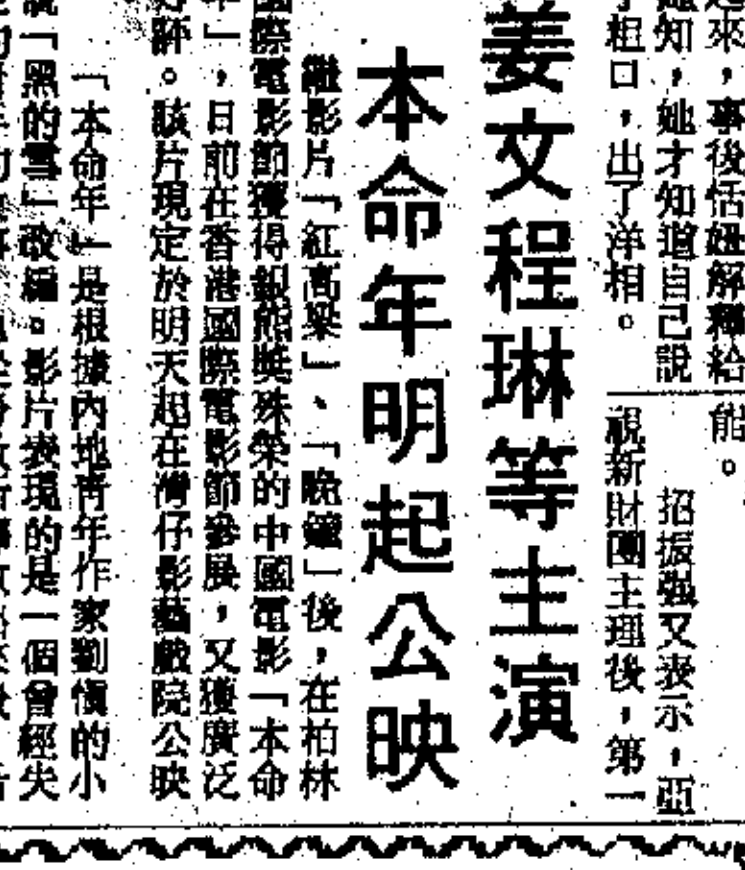 來，事後恬妞解釋給
她知，她才知道自己說
了粗口，出了洋相。
能。
招振強又表示，亞
視新財團主理後，第一
姜文程琳等主演
本命年明起公映
繼影片「紅高粱」、「晚鐘」後，在柏林
國際電影節獲得銀熊獎殊榮的中國電影「本命
年」，日前在香港國際電影節參展，又獲廣泛
好評。該片現定於明天起在灣仔影藝戲院公映
「本命年」是根據內地青年作家劉愼的小
說「黑的雪」改編。影片表現的是一個曾經失